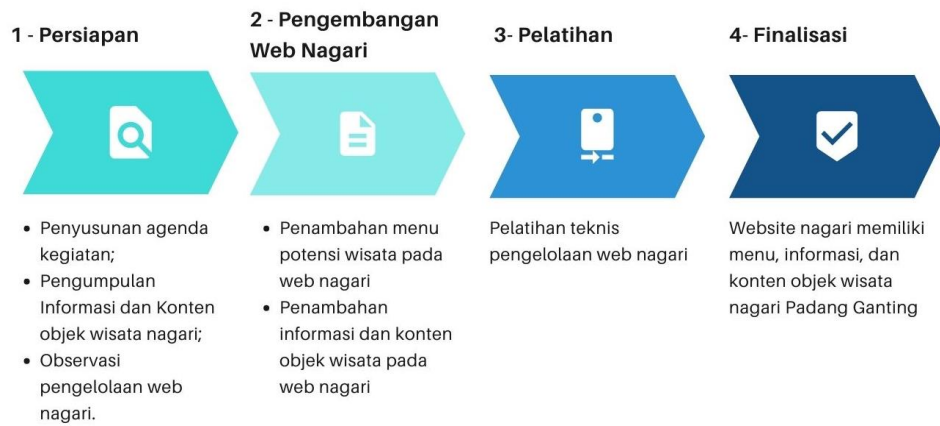 1 - Persiapan
• Penyusunan agenda
kegiatan;
• Pengumpulan
Informasi dan Konten
objek wisata nagari;
• Observasi
pengelolaan web
nagari.
2 - Pengembangan
Web Nagari
• Penambahan menu
potensi wisata pada
web nagari
• Penambahan
informasi dan konten
objek wisata pada
web nagari
3- Pelatihan
Pelatihan teknis
pengelolaan web nagari
4- Finalisasi
Website nagari memiliki
menu, informasi, dan
konten objek wisata
nagari Padang Ganting